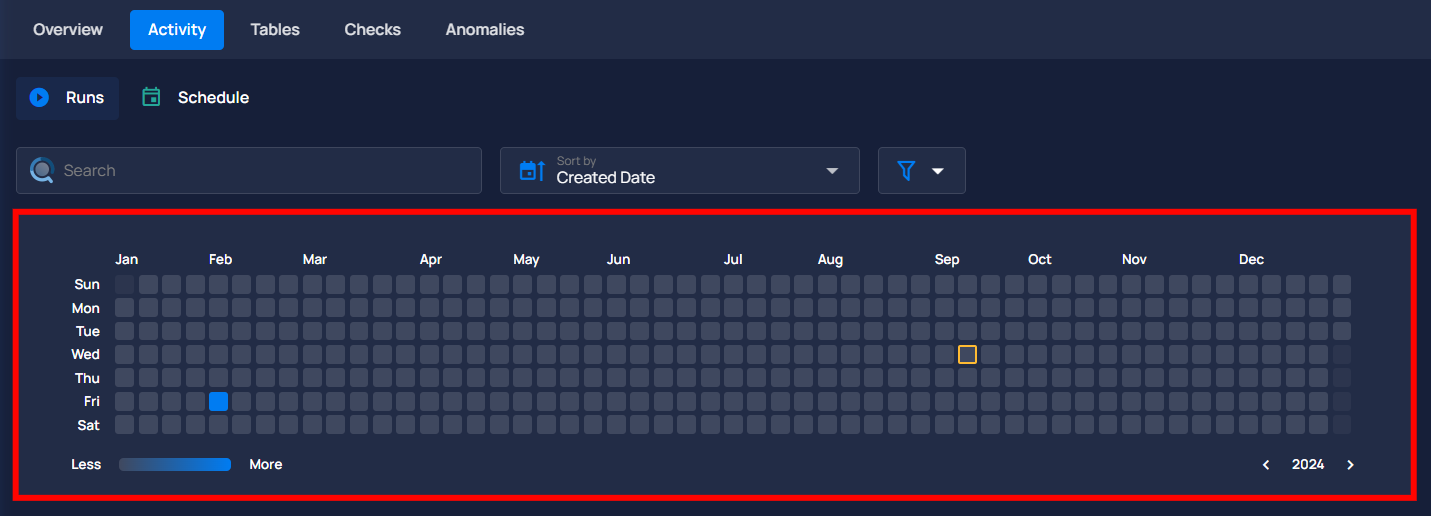 Overview Activity Tables Checks Anomalies
Runs Schedule
Search
Sort by
Created Date
Jan Feb Mar Apr May Jun Jul Aug Sep Oct Nov Dec
Sun
Mon
Tue
Wed
Thu
Fri
Sat
Less More 2024